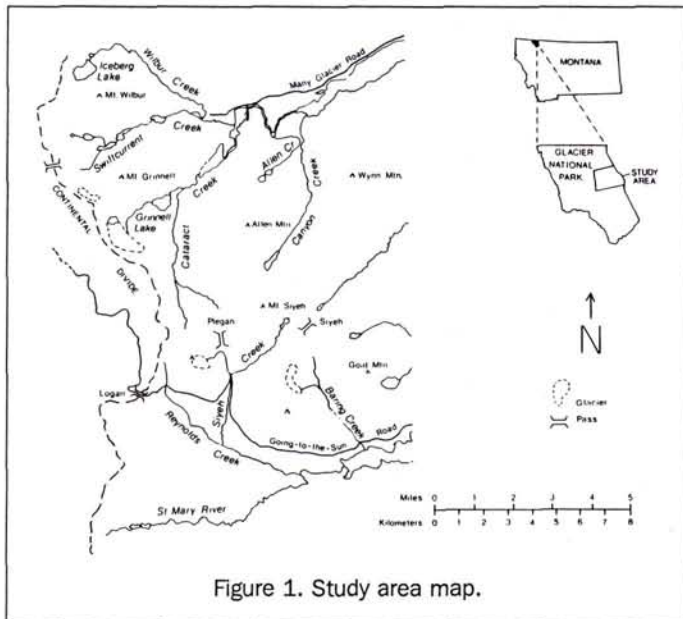 Iceberg
Lake
Wilbur Creek
Mt. Wilbur
Many Glacier Road
Swiftcurrent Creek
Allen Cr
Mt Grinnell
Creek
Wynn Mtn.
Grinnell
Lake
Allen Mtn
Canyon Creek
Cataract
CONTINENTAL
DIVIDE
Mt. Siyeh
Piegan
Siyeh
Creek
Goat Mtn
Logan
Siyeh
Baring Creek
Reynolds
Creek
Going-to-the-Sun Road
St Mary River
MONTANA
GLACIER
NATIONAL
PARK
STUDY
AREA
N
Glacier
Pass
Miles 0 1 2 3 4 5
Kilometers 0 1 2 3 4 5 6 7 8
Figure 1. Study area map.